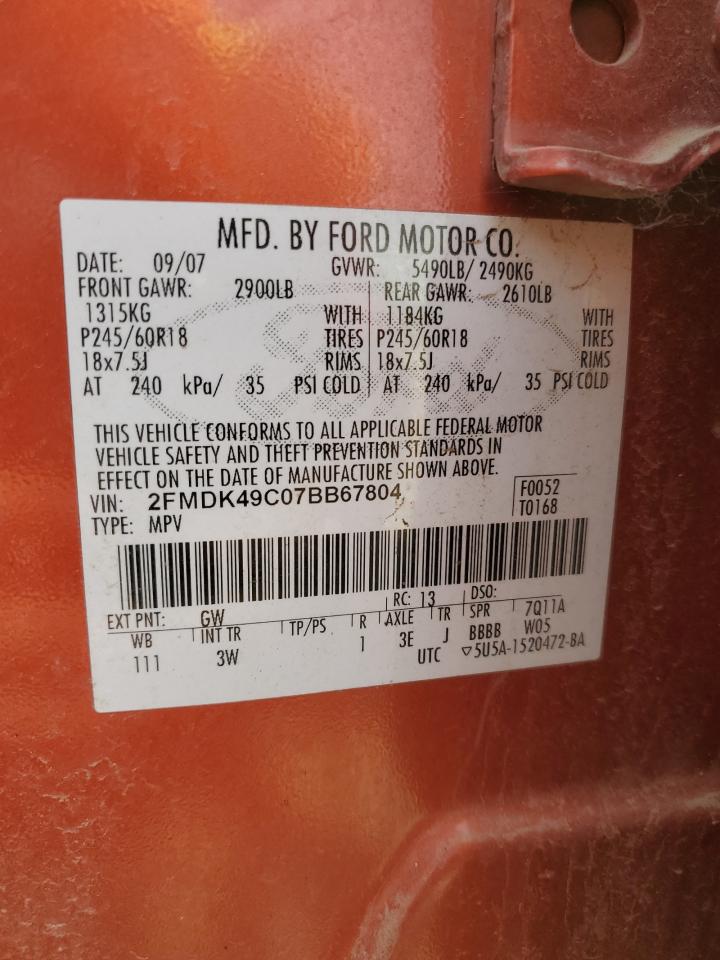 MFD. BY FORD MOTOR CO.
DATE: 09/07 GVWR: 5490LB/ 2490KG
FRONT GAWR: 2900LB REAR GAWR: 2610LB
1315KG WITH 1184KG WITH
P245/60R18 TIRES P245/60R18 TIRES
18x7.5J RIMS 18x7.5J RIMS
AT 240 kPa/ 35 PSI COLD AT 240 kPa/ 35 PSI COLD
THIS VEHICLE CONFORMS TO ALL APPLICABLE FEDERAL MOTOR
VEHICLE SAFETY AND THEFT PREVENTION STANDARDS IN
EFFECT ON THE DATE OF MANUFACTURE SHOWN ABOVE.
VIN: 2FMDK49C07BB67804 F0052
TYPE: MPV T0168
EXT PNT: GW RC: 13 DSO:
WB INT TR TP/PS R AXLE TR SPR 7Q11A
111 3W 1 3E J BBBB W05
UTC ▽5U5A-1520472-BA